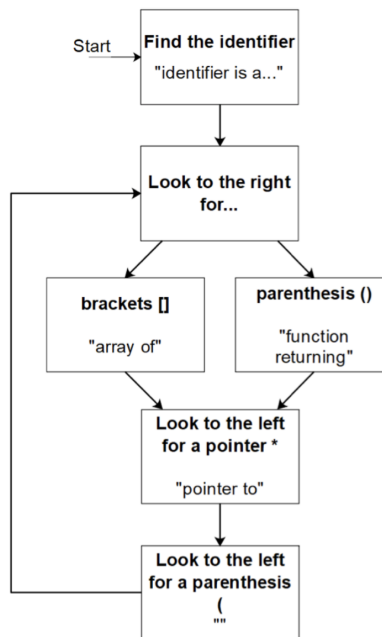 Start
Find the identifier
"identifier is a..."
Look to the right
for...
brackets []
"array of"
parenthesis ()
"function
returning"
Look to the left
for a pointer *
"pointer to"
Look to the left
for a parenthesis
(
""